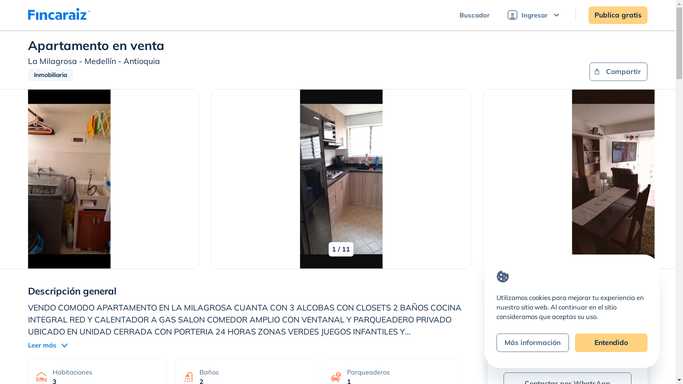 Fincaraiz
Buscador
Ingresar
Publica gratis
Apartamento en venta
La Milagrosa - Medellín - Antioquia
Inmobiliaria
Compartir
1 / 11
Descripción general
VENDO COMODO APARTAMENTO EN LA MILAGROSA CUANTA CON 3 ALCOBAS CON CLOSETS 2 BAÑOS COCINA
INTEGRAL RED Y CALENTADOR A GAS SALON COMEDOR AMPLIO CON VENTANAL Y PARQUEADERO PRIVADO
UBICADO EN UNIDAD CERRADA CON PORTERIA 24 HORAS ZONAS VERDES JUEGOS INFANTILES Y...
Leer más
Habitaciones
3
Baños
2
Parqueaderos
1
Utilizamos cookies para mejorar tu experiencia en
nuestro sitio web. Al continuar en el sitio
consideramos que aceptas su uso.
Más información
Entendido
Contactar por WhatsApp